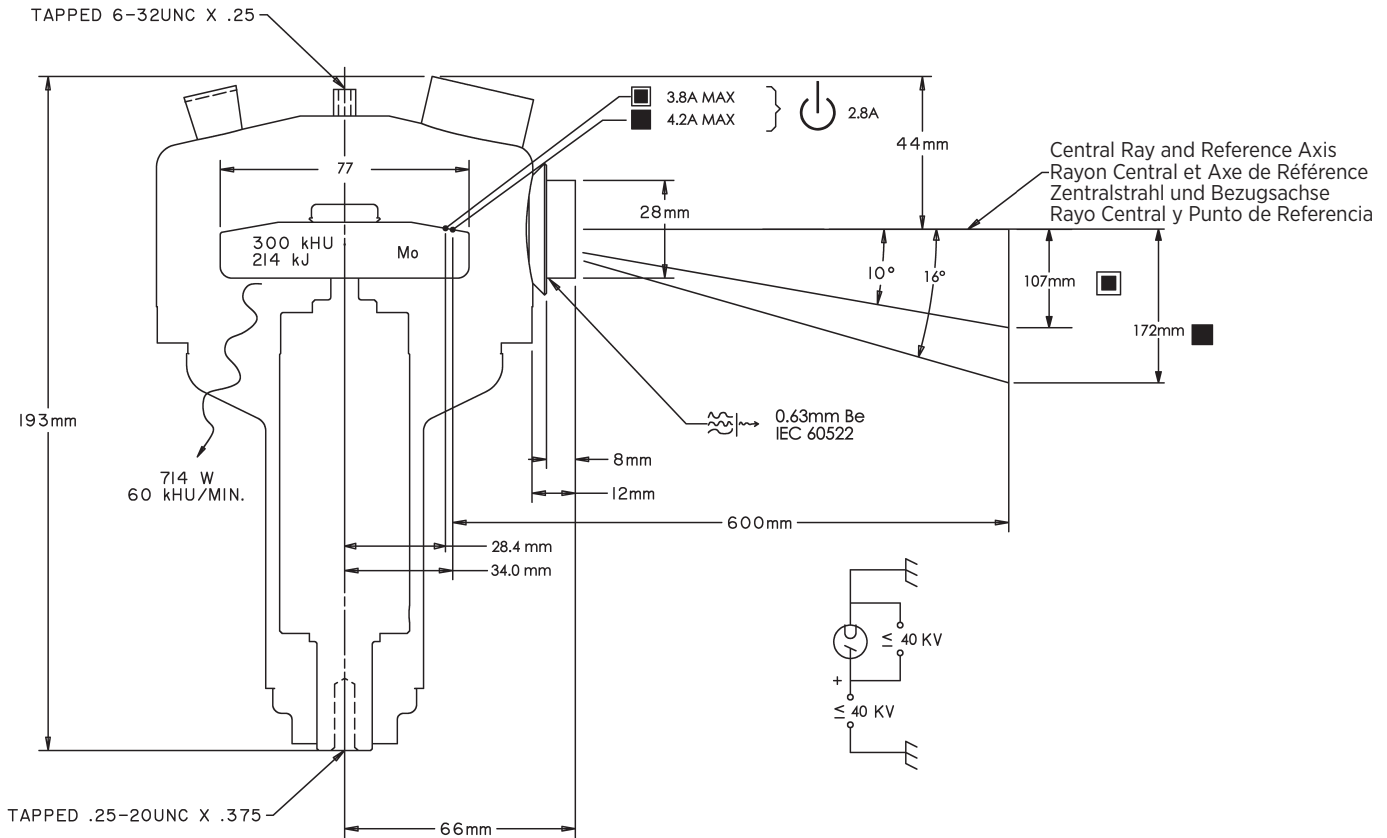 TAPPED 6-32UNC X .25
3.8A MAX
4.2A MAX
2.8A
44mm
Central Ray and Reference Axis
Rayon Central et Axe de Référence
Zentralstrahl und Bezugsachse
Rayo Central y Punto de Referencia
77
28mm
300 kHU
214 kJ
Mo
10°
16°
107mm
172mm
193mm
0.63mm Be
IEC 60522
714 W
60 kHU/MIN.
8mm
12mm
600mm
28.4 mm
34.0 mm
≤ 40 KV
+
≤ 40 KV
TAPPED .25-20UNC X .375
66mm